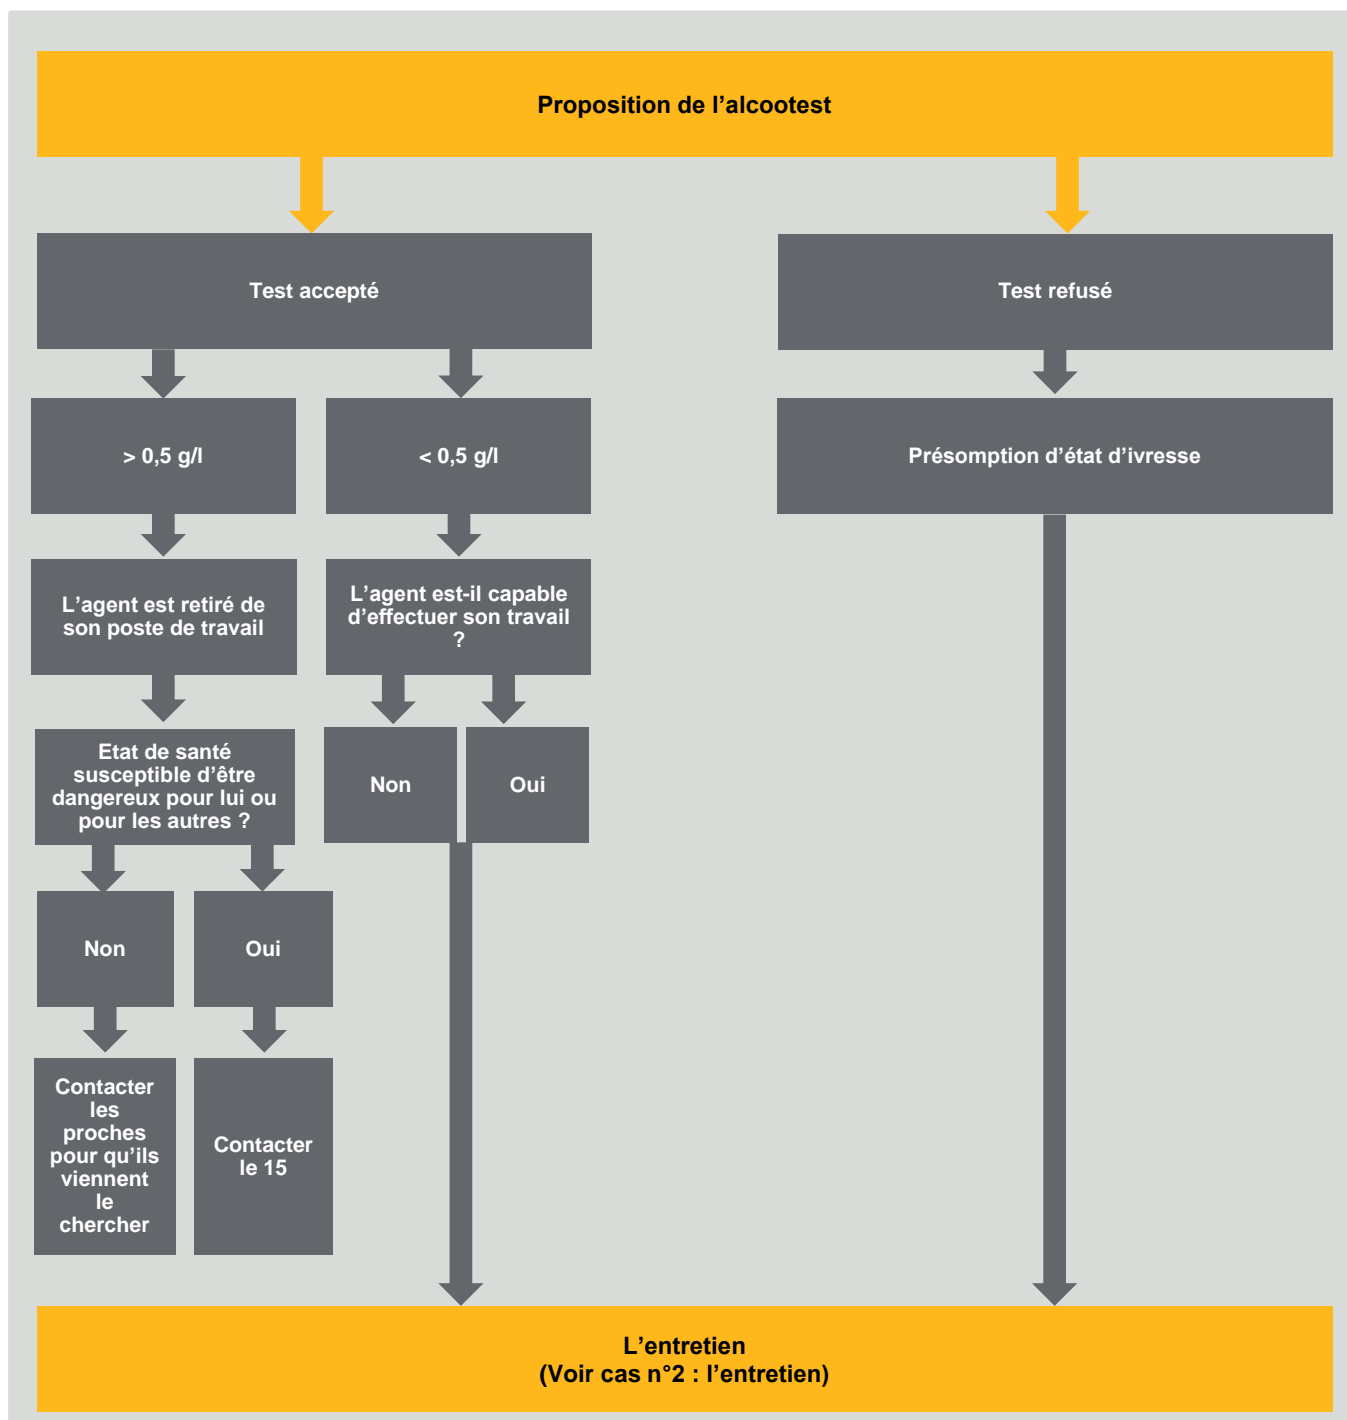 Proposition de l’alcootest
Test accepté
Test refusé
> 0,5 g/l
< 0,5 g/l
Présomption d’état d’ivresse
L’agent est retiré de
son poste de travail
L’agent est-il capable
d’effectuer son travail
?
Etat de santé
susceptible d’être
dangereux pour lui ou
pour les autres ?
Non
Oui
Non
Oui
Contacter
les
proches
pour qu’ils
viennent
le
chercher
Contacter
le 15
L’entretien
(Voir cas n°2 : l’entretien)